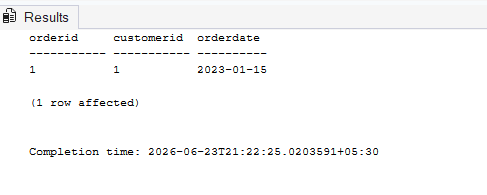 Results
orderid     customerid  orderdate
----------- ----------- ----------
1           1           2023-01-15
(1 row affected)
Completion time: 2026-06-23T21:22:25.0203591+05:30